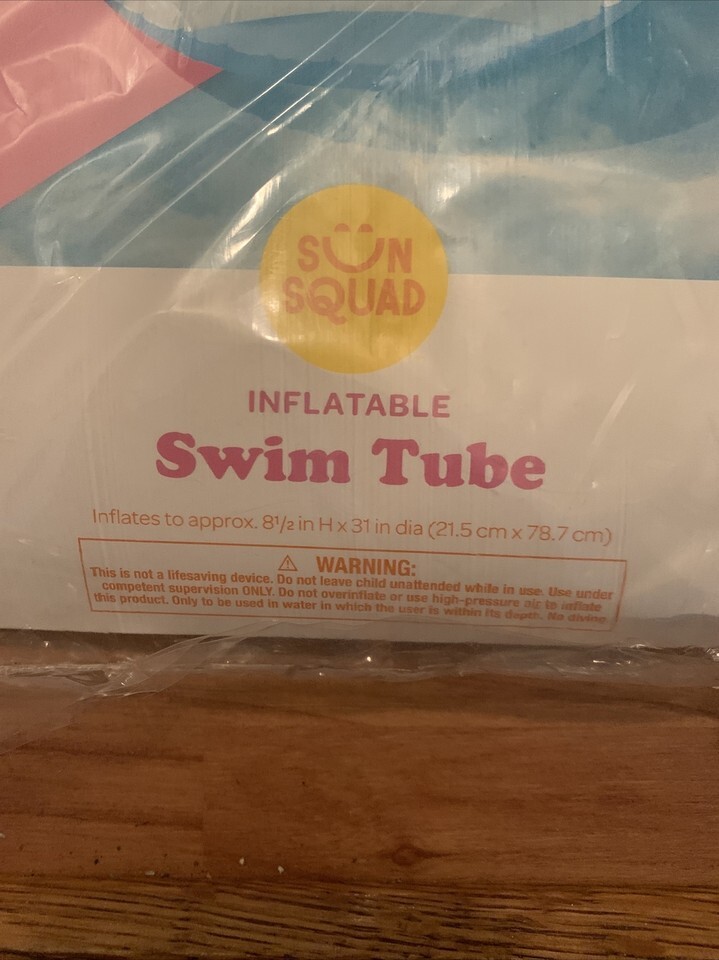 SUN
SQUAD
INFLATABLE
Swim Tube
Inflates to approx. 8 1/2 in H x 31 in dia (21.5 cm x 78.7 cm)
⚠ WARNING:
This is not a lifesaving device. Do not leave child unattended while in use. Use under
competent supervision ONLY. Do not overinflate or use high-pressure air to inflate
this product. Only to be used in water in which the user is within its depth. No diving.